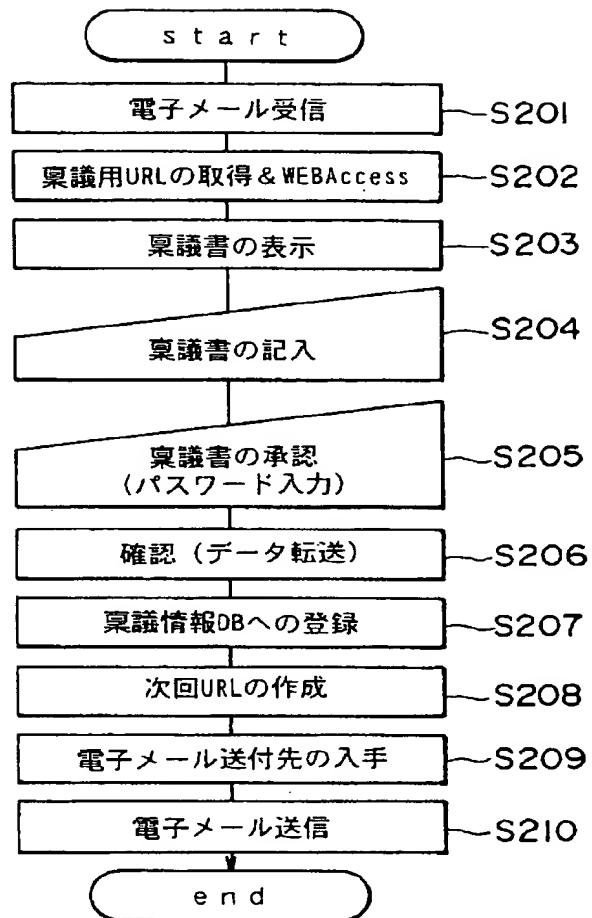 start
電子メール受信 S201
稟議用URLの取得&WEBAccess S202
稟議書の表示 S203
稟議書の記入 S204
稟議書の承認
(パスワード入力) S205
確認 (データ転送) S206
稟議情報DBへの登録 S207
次回URLの作成 S208
電子メール送付先の入手 S209
電子メール送信 S210
end